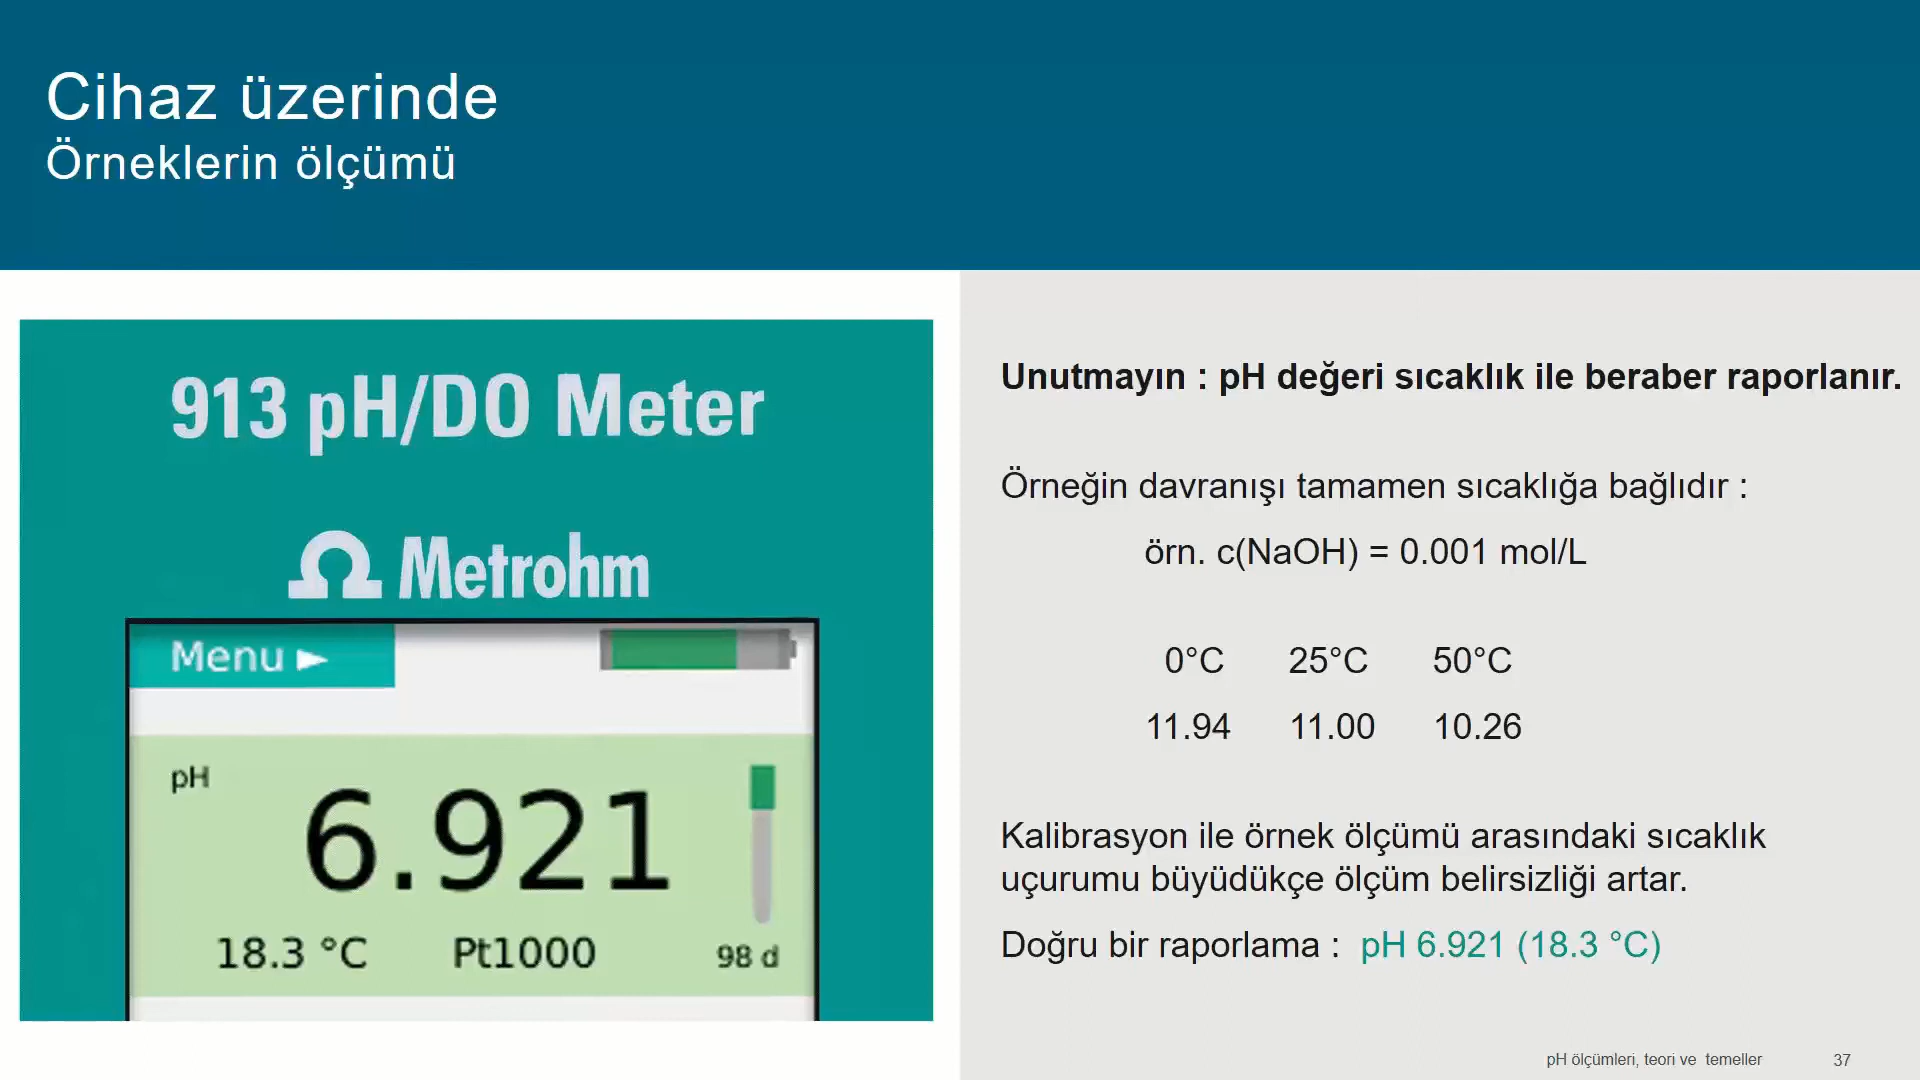 Cihaz üzerinde
Örneklerin ölçümü
913 pH/DO Meter
Metrohm
Menu
pH
6.921
18.3 °C Pt1000 98 d
Unutmayın : pH değeri sıcaklık ile beraber raporlanır.
Örneğin davranışı tamamen sıcaklığa bağlıdır :
örn. c(NaOH) = 0.001 mol/L
0°C 25°C 50°C
11.94 11.00 10.26
Kalibrasyon ile örnek ölçümü arasındaki sıcaklık
uçurumu büyüdükçe ölçüm belirsizliği artar.
Doğru bir raporlama : pH 6.921 (18.3 °C)
pH ölçümleri, teori ve temeller 37